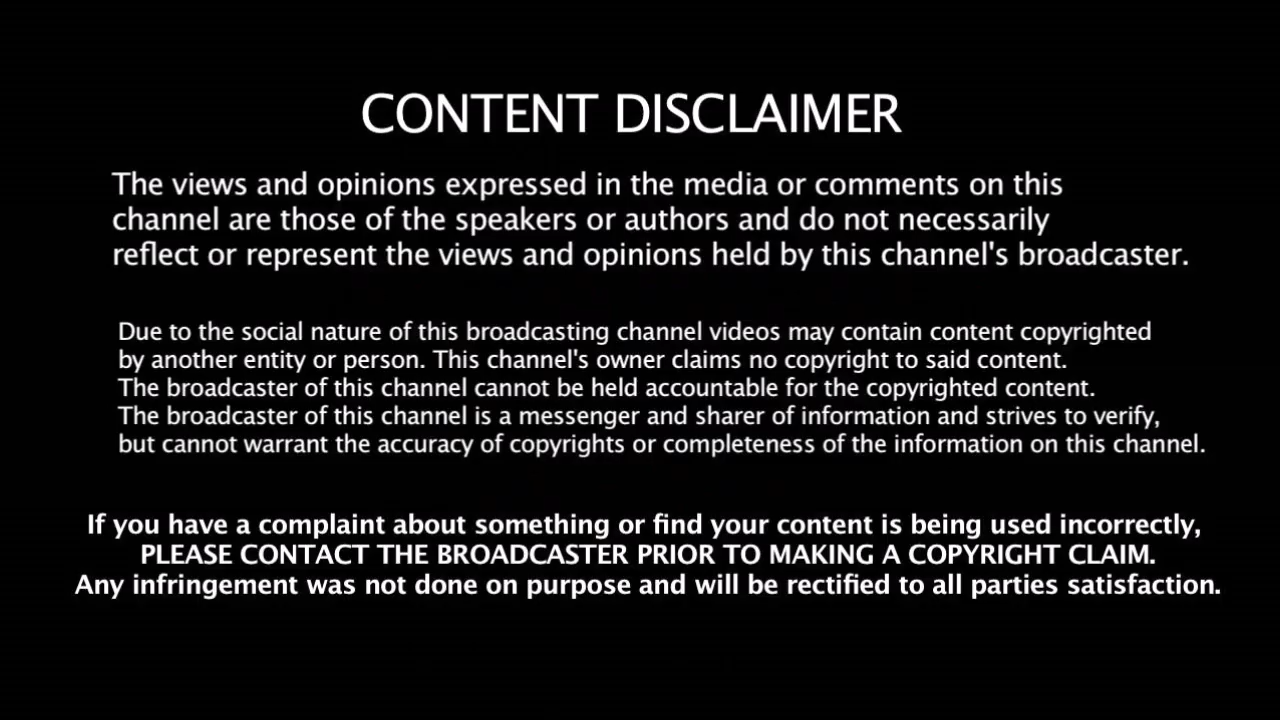 CONTENT DISCLAIMER
The views and opinions expressed in the media or comments on this
channel are those of the speakers or authors and do not necessarily
reflect or represent the views and opinions held by this channel's broadcaster.
Due to the social nature of this broadcasting channel videos may contain content copyrighted
by another entity or person. This channel's owner claims no copyright to said content.
The broadcaster of this channel cannot be held accountable for the copyrighted content.
The broadcaster of this channel is a messenger and sharer of information and strives to verify,
but cannot warrant the accuracy of copyrights or completeness of the information on this channel.
If you have a complaint about something or find your content is being used incorrectly,
PLEASE CONTACT THE BROADCASTER PRIOR TO MAKING A COPYRIGHT CLAIM.
Any infringement was not done on purpose and will be rectified to all parties satisfaction.